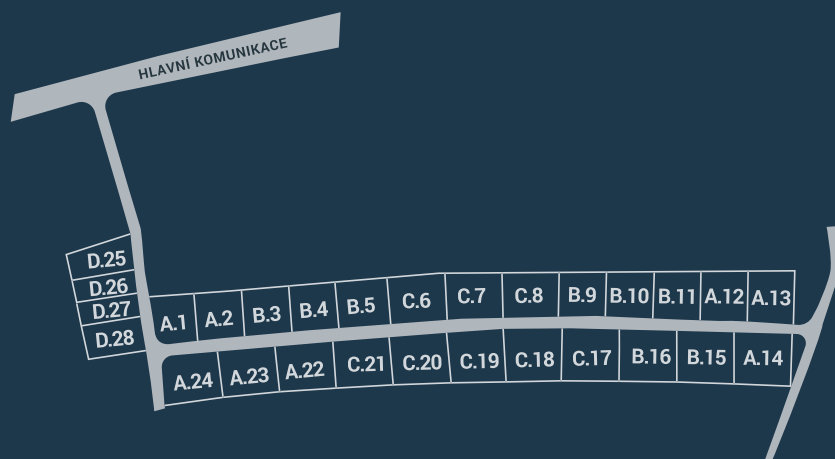 HLAVNÍ KOMUNIKACE
D.25
D.26
D.27
D.28
A.1 A.2 B.3 B.4 B.5 C.6 C.7 C.8 B.9 B.10 B.11 A.12 A.13
A.24 A.23 A.22 C.21 C.20 C.19 C.18 C.17 B.16 B.15 A.14